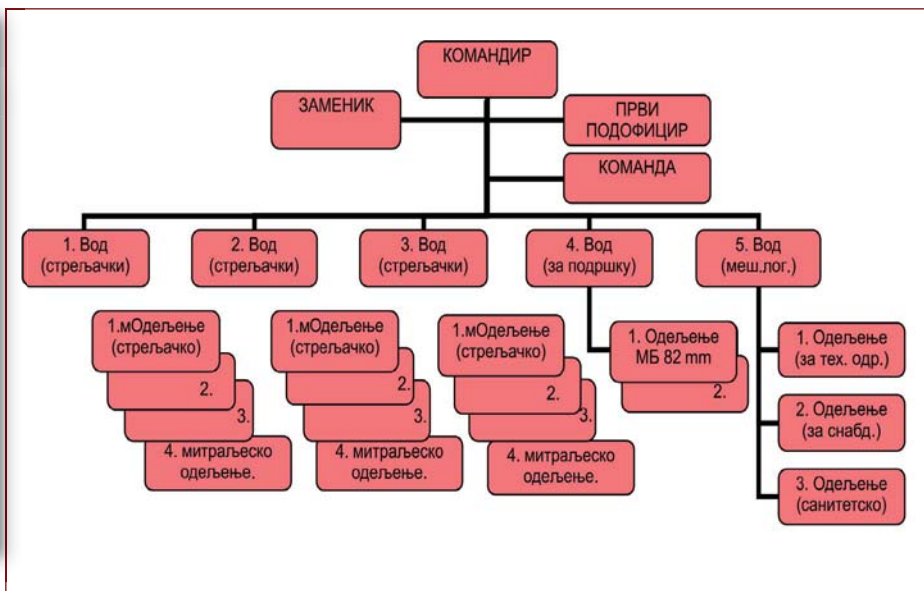 КОМАНДИР
ЗАМЕНИК
ПРВИ
ПОДОФИЦИР
КОМАНДА
1. Вод
(стрељачки)
2. Вод
(стрељачки)
3. Вод
(стрељачки)
4. Вод
(за подршку)
5. Вод
(меш.лог.)
1.мОдељење
(стрељачко)
2.
3.
4. митраљеско
одељење.
1.мОдељење
(стрељачко)
2.
3.
4. митраљеско
одељење.
1.мОдељење
(стрељачко)
2.
3.
4. митраљеско
одељење.
1. Одељење
МБ 82 mm
2.
1. Одељење
(за тех. одр.)
2. Одељење
(за снабд.)
3. Одељење
(санитетско)